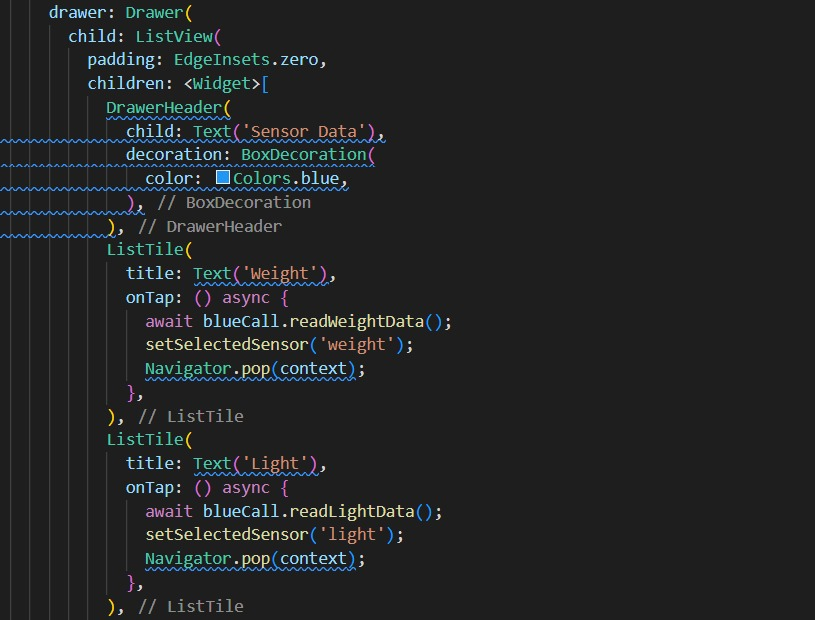 drawer: Drawer(
child: ListView(
padding: EdgeInsets.zero,
children: <Widget>[
DrawerHeader(
child: Text('Sensor Data'),
decoration: BoxDecoration(
color: Colors.blue,
), // BoxDecoration
), // DrawerHeader
ListTile(
title: Text('Weight'),
onTap: () async {
await blueCall.readWeightData();
setSelectedSensor('weight');
Navigator.pop(context);
},
), // ListTile
ListTile(
title: Text('Light'),
onTap: () async {
await blueCall.readLightData();
setSelectedSensor('light');
Navigator.pop(context);
},
), // ListTile